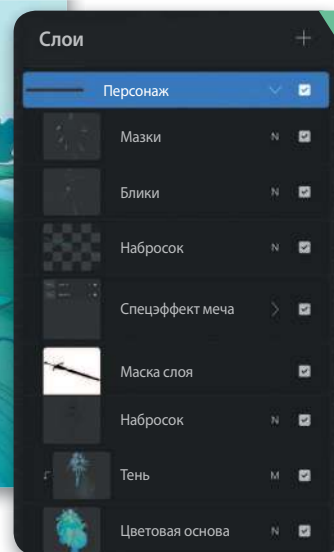 Слои
Персонаж
Мазки N
Блики N
Набросок N
Спецэффект меча
Маска слоя
Набросок N
Тень M
Цветовая основа N